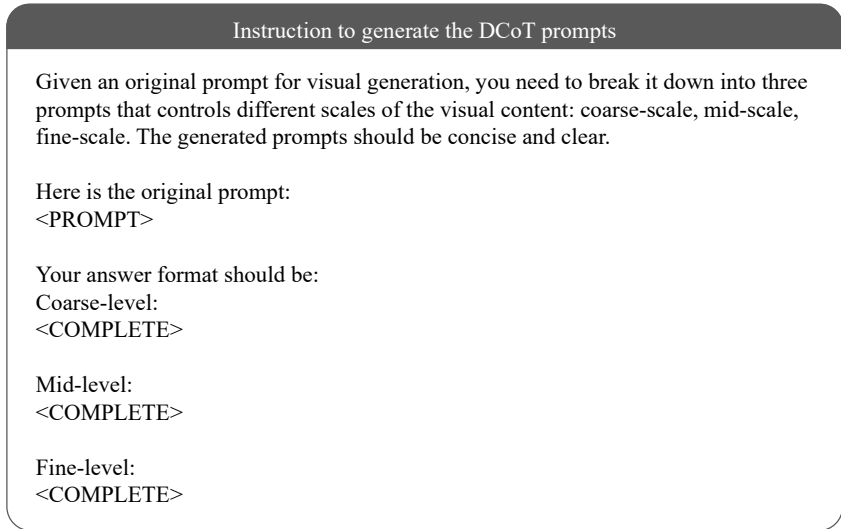 Instruction to generate the DCoT prompts
Given an original prompt for visual generation, you need to break it down into three
prompts that controls different scales of the visual content: coarse-scale, mid-scale,
fine-scale. The generated prompts should be concise and clear.
Here is the original prompt:
<PROMPT>
Your answer format should be:
Coarse-level:
<COMPLETE>
Mid-level:
<COMPLETE>
Fine-level:
<COMPLETE>